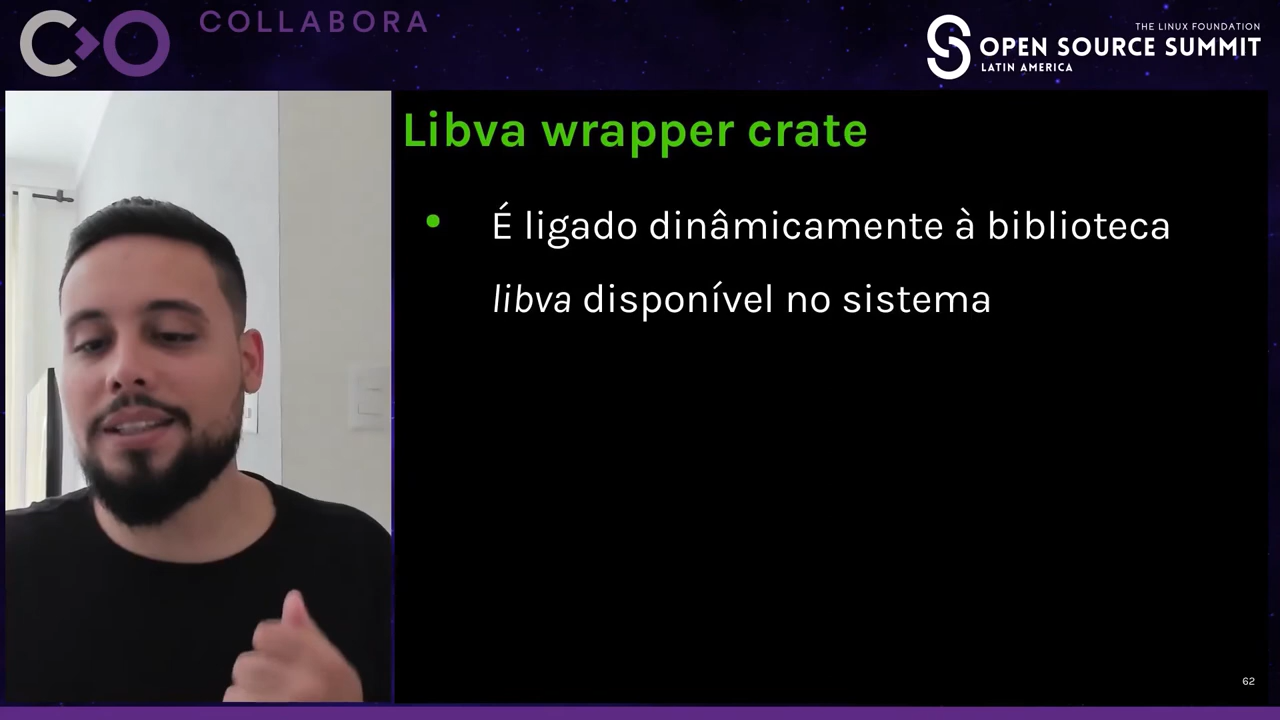 COLLABORA
THE LINUX FOUNDATION
OPEN SOURCE SUMMIT
LATIN AMERICA
Libva wrapper crate
• É ligado dinâmicamente à biblioteca
libva disponível no sistema
62